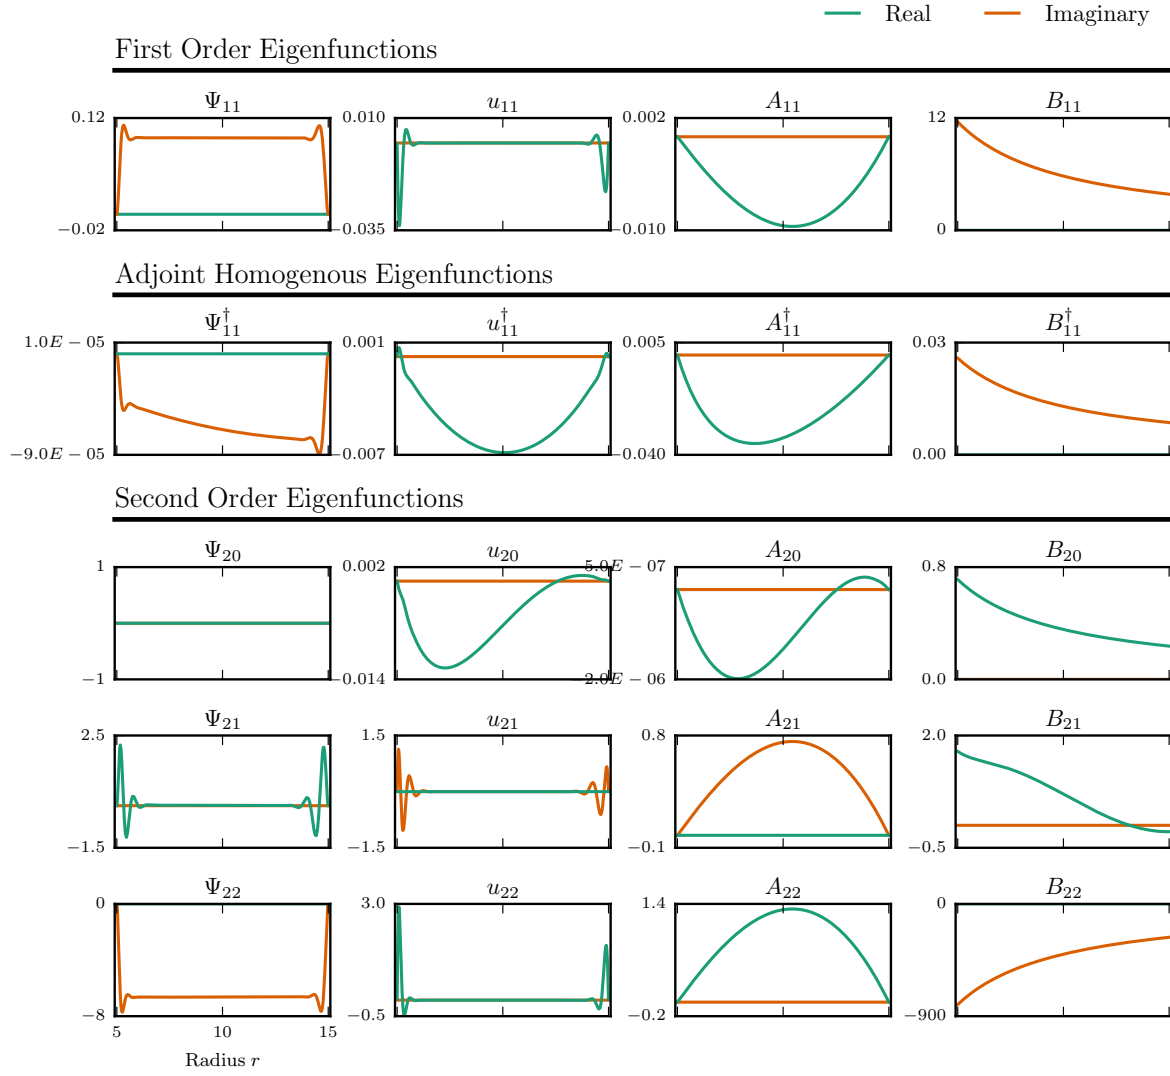 Real Imaginary
First Order Eigenfunctions
Ψ₁₁ u₁₁ A₁₁ B₁₁
0.12 0.010 0.002 12
−0.02 −0.035 −0.010 0
Adjoint Homogenous Eigenfunctions
Ψ†₁₁ u†₁₁ A†₁₁ B†₁₁
1.0E − 05 0.001 0.005 0.03
−9.0E − 05 −0.007 −0.040 0.00
Second Order Eigenfunctions
Ψ₂₀ u₂₀ A₂₀ B₂₀
1 0.002 5.0E − 07 0.8
−1 −0.014 −2.0E − 06 0.0
Ψ₂₁ u₂₁ A₂₁ B₂₁
2.5 1.5 0.8 2.0
−1.5 −1.5 −0.1 −0.5
Ψ₂₂ u₂₂ A₂₂ B₂₂
0 3.0 1.4 0
−8 −0.5 −0.2 −900
5 10 15
Radius r